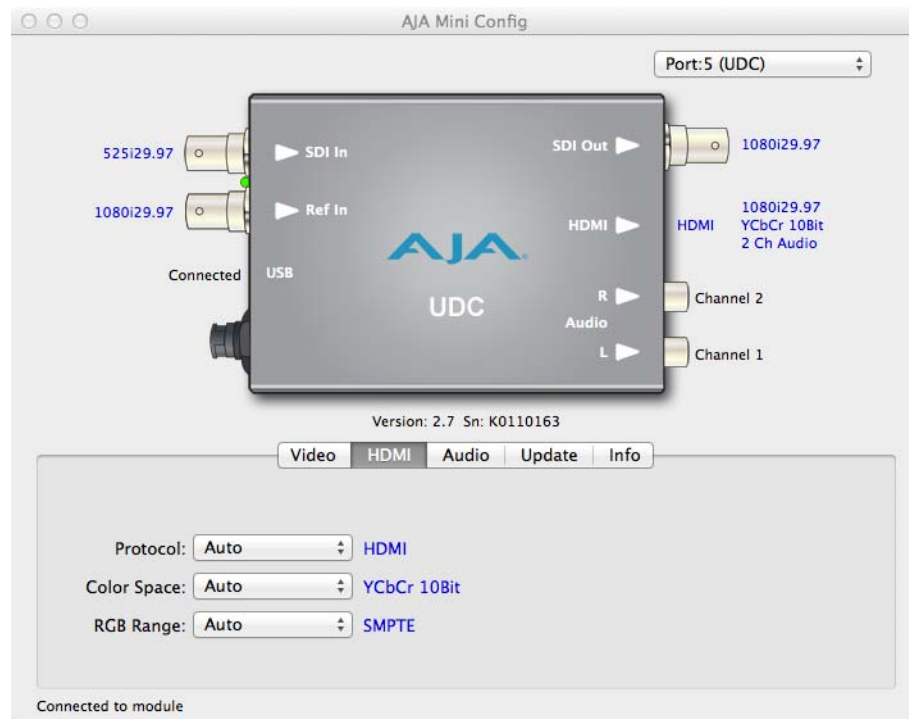 AJA Mini Config
Port:5 (UDC)
525i29.97
SDI In
SDI Out
1080i29.97
1080i29.97
Ref In
HDMI
HDMI
1080i29.97
YCbCr 10Bit
2 Ch Audio
AJA
Connected
USB
UDC
R
Channel 2
Audio
L
Channel 1
Version: 2.7 Sn: K0110163
Video HDMI Audio Update Info
Protocol: Auto HDMI
Color Space: Auto YCbCr 10Bit
RGB Range: Auto SMPTE
Connected to module